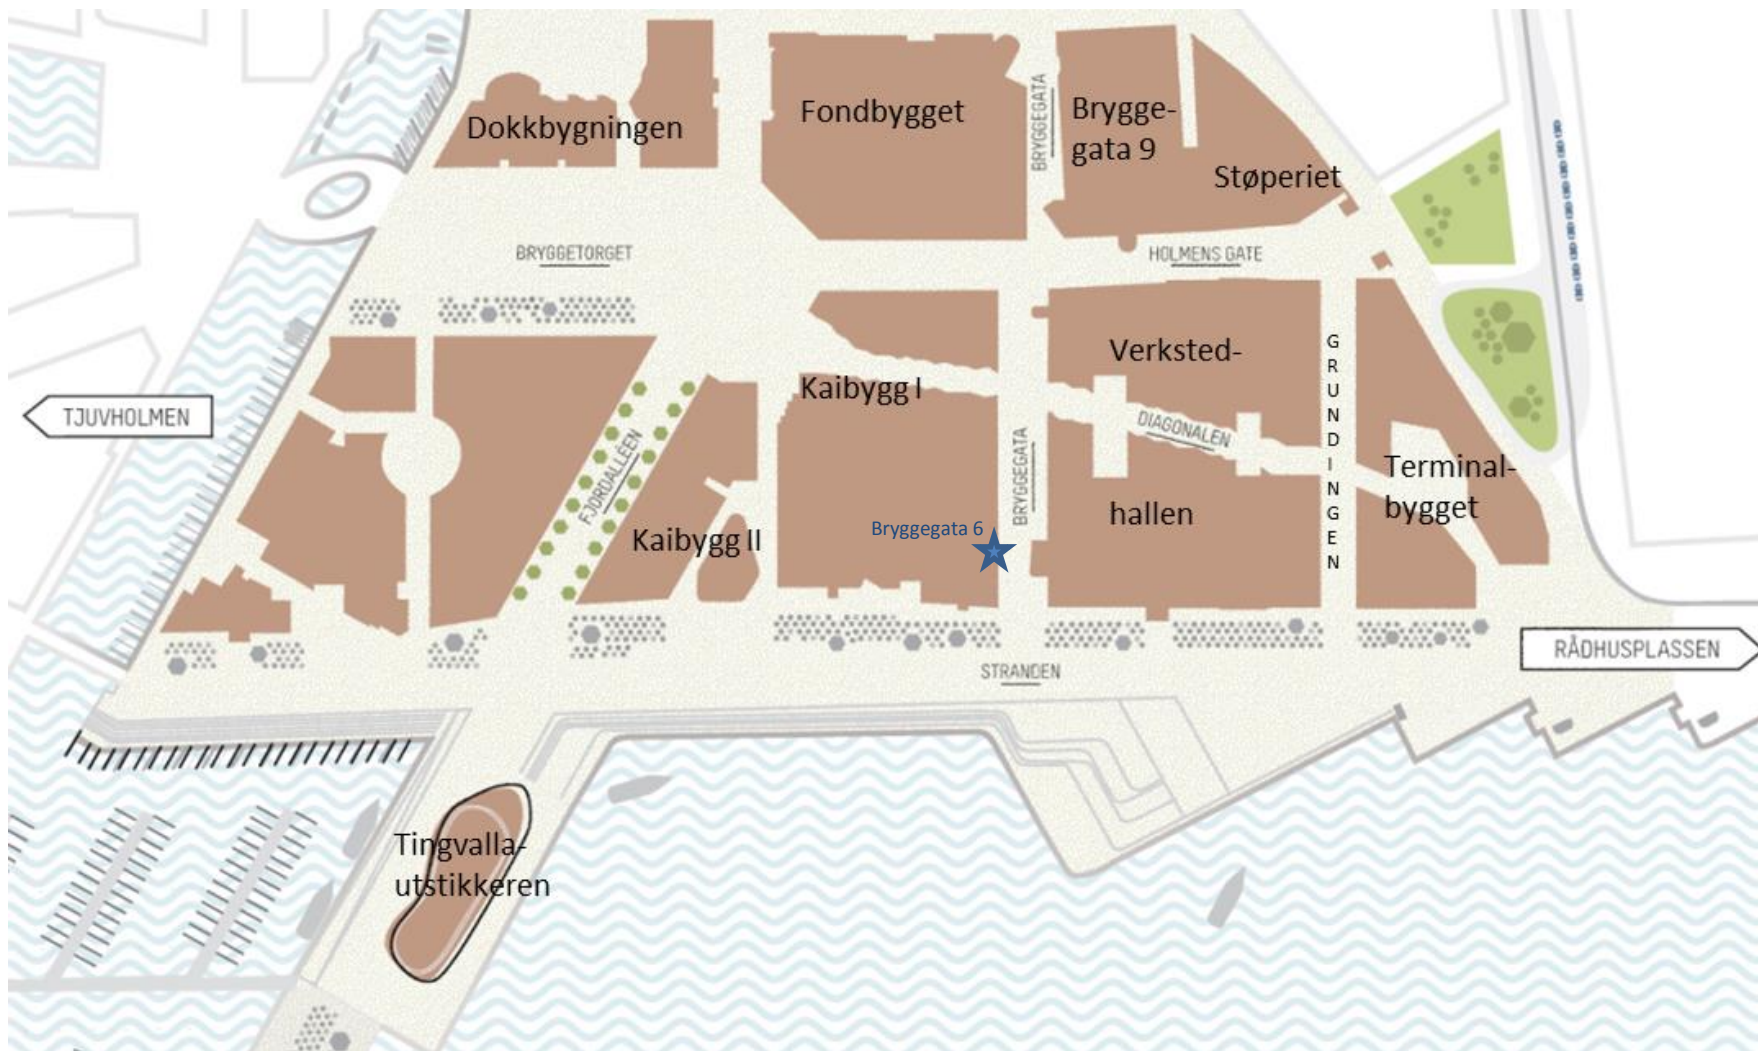 Dokkbygningen
Fondbygget
BRYGGEGATA
Brygge-
gata 9
Støperiet
BRYGGETORGET
HOLMENS GATE
TJUVHOLMEN
FJORDALLÉEN
Kaibygg I
Kaibygg II
Verksted-
hallen
DIAGONALEN
GRUNDINGEN
Terminal-
bygget
BRYGGEGATA
Bryggegata 6
STRANDEN
RÅDHUSPLASSEN
Tingvalla-
utstikkeren